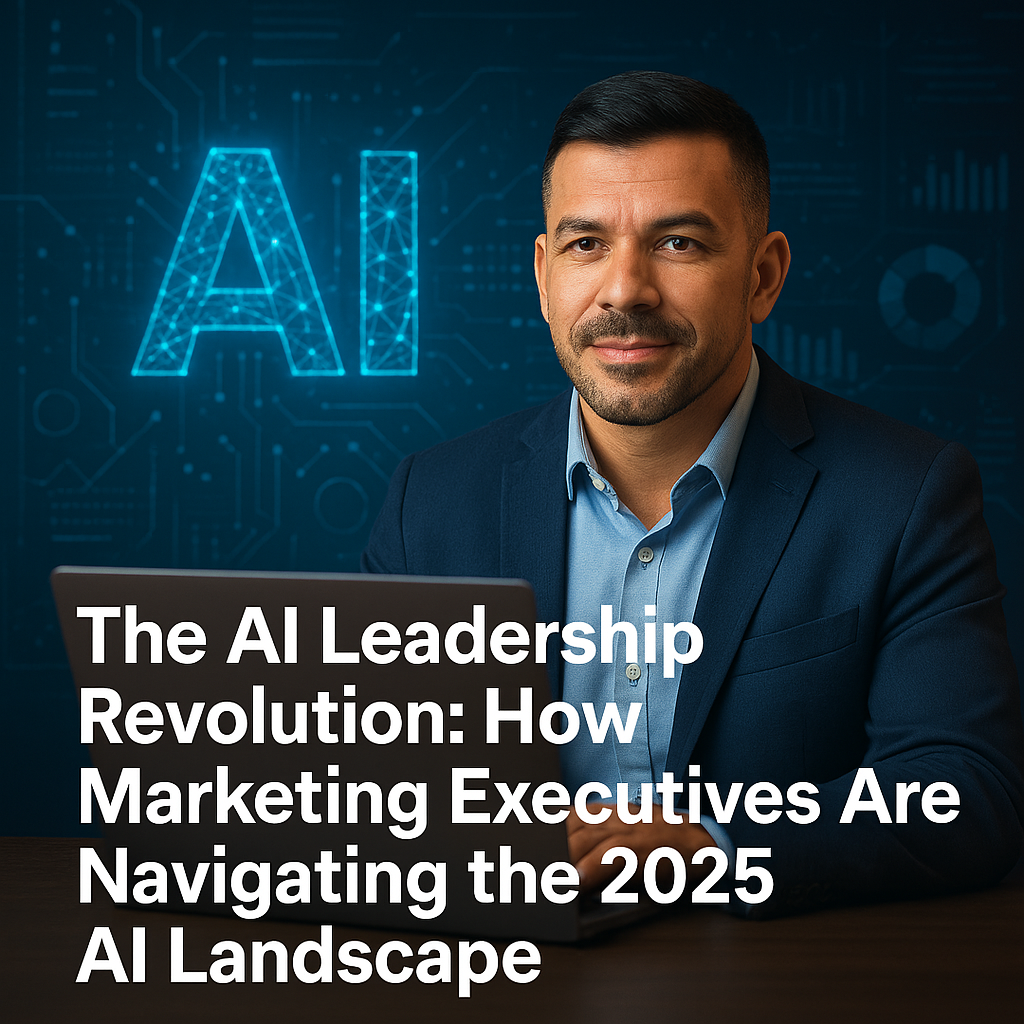 AI
The AI Leadership
Revolution: How
Marketing Executives Are
Navigating the 2025
AI Landscape